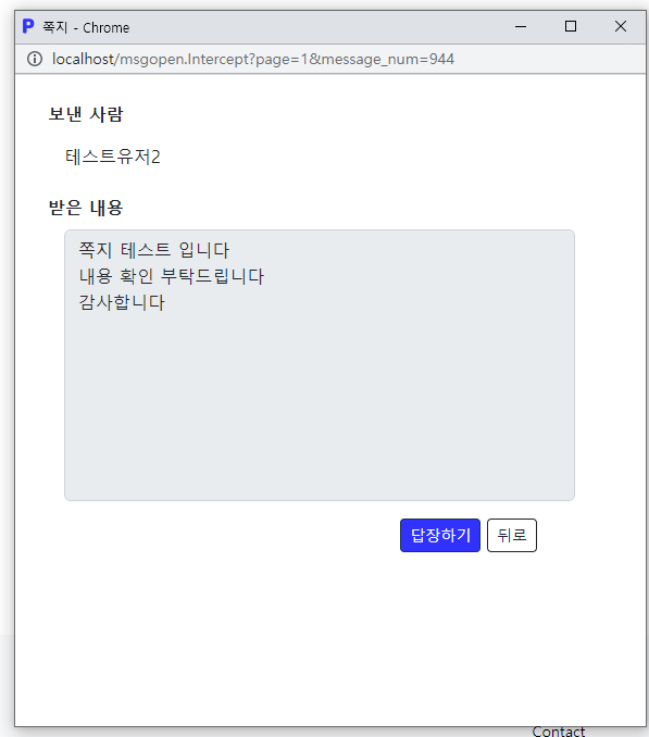 P 쪽지 - Chrome
localhost/msgopen.Intercept?page=1&message_num=944
보낸 사람
테스트유저2
받은 내용
쪽지 테스트 입니다
내용 확인 부탁드립니다
감사합니다
답장하기 뒤로
Contact